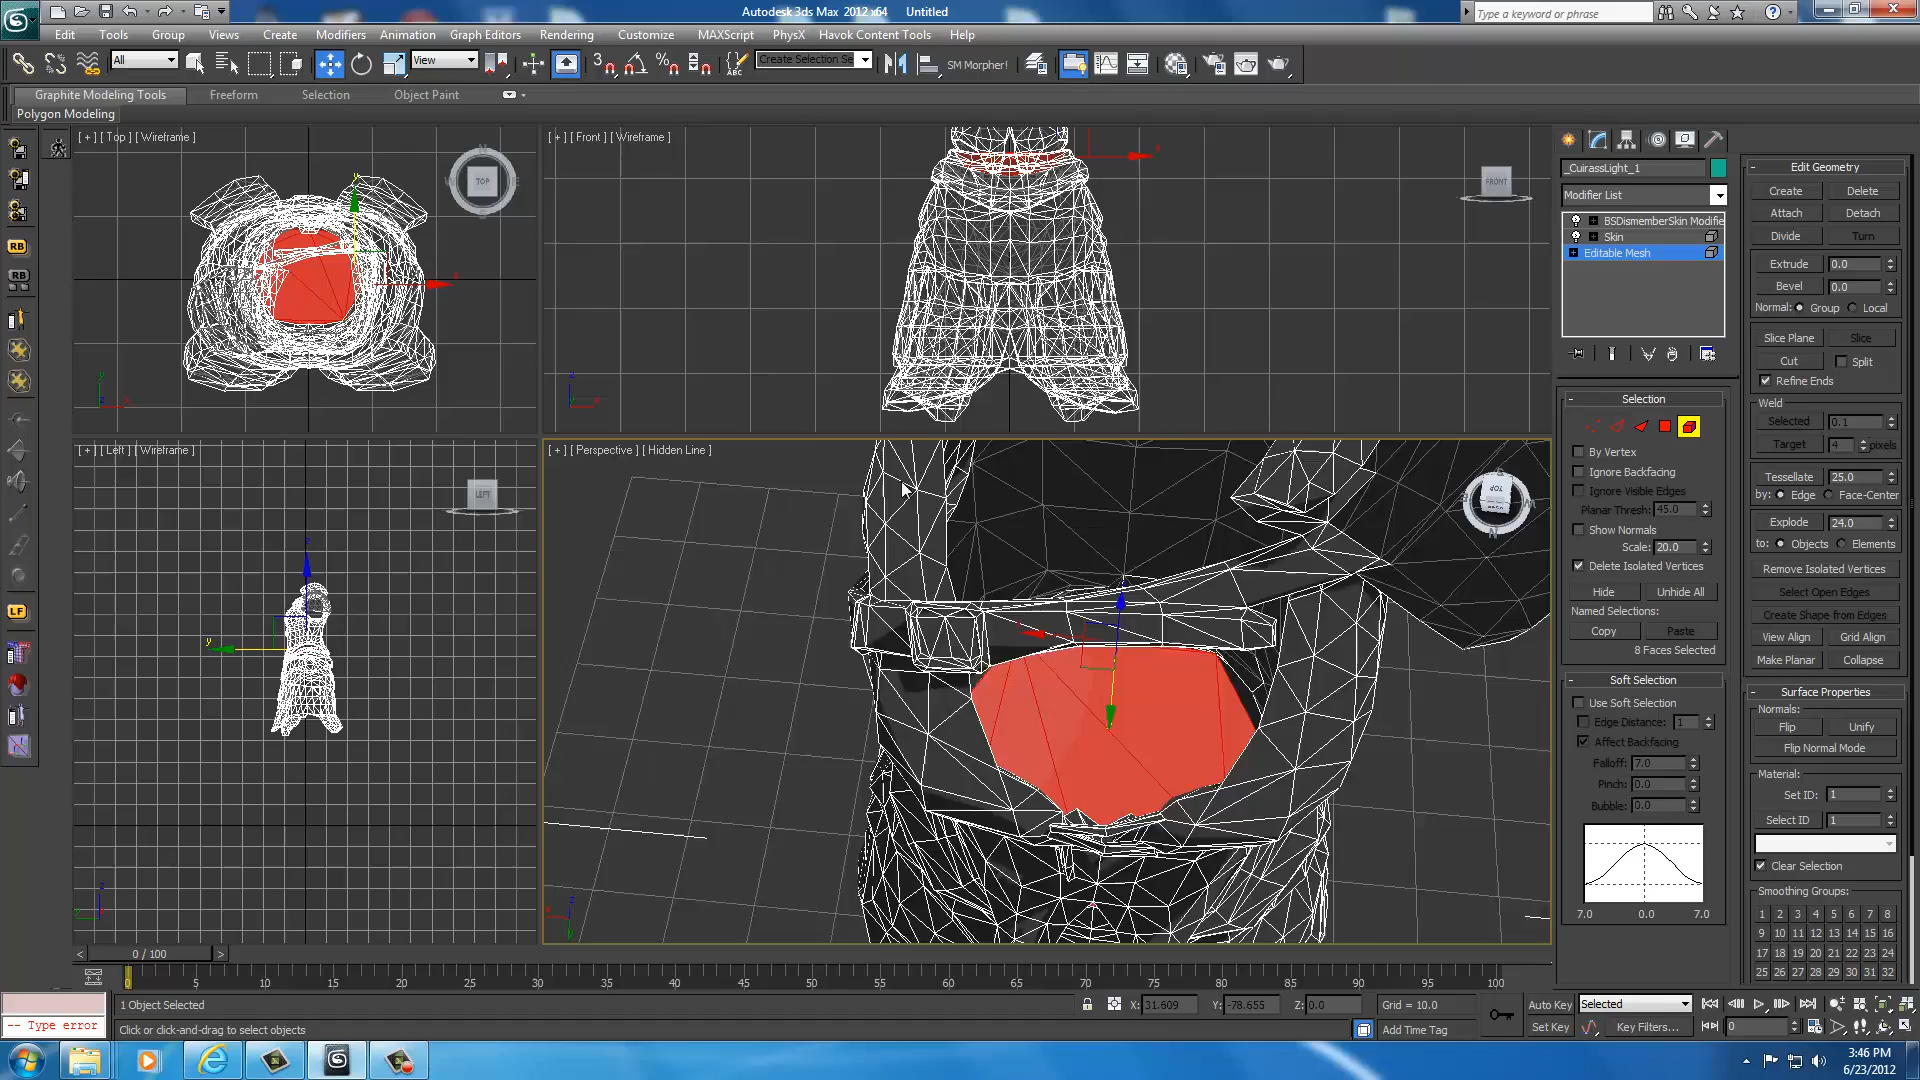 Autodesk 3ds Max 2012 x64 Untitled
Type a keyword or phrase
Edit Tools Group Views Create Modifiers Animation Graph Editors Rendering Customize MAXScript PhysX Havok Content Tools Help
All
View
3
ABC
Create Selection Se
SM Morpher!
Graphite Modeling Tools Freeform Selection Object Paint
Polygon Modeling
RB
RB
LF
[ + ] [ Top ] [ Wireframe ]
TOP
[ + ] [ Front ] [ Wireframe ]
FRONT
[ + ] [ Left ] [ Wireframe ]
LEFT
[ + ] [ Perspective ] [ Hidden Line ]
_CuirassLight_1
Modifier List
BSDismemberSkin Modifie
Skin
Editable Mesh
Selection
By Vertex
Ignore Backfacing
Ignore Visible Edges
Planar Thresh: 45.0
Show Normals
Scale: 20.0
Delete Isolated Vertices
Hide Unhide All
Named Selections:
Copy Paste
8 Faces Selected
Soft Selection
Use Soft Selection
Edge Distance: 1
Affect Backfacing
Falloff: 7.0
Pinch: 0.0
Bubble: 0.0
7.0 0.0 7.0
Edit Geometry
Create Delete
Attach Detach
Divide Turn
Extrude 0.0
Bevel 0.0
Normal: Group Local
Slice Plane Slice
Cut Split
Refine Ends
Weld
Selected 0.1
Target 4 pixels
Tessellate 25.0
by: Edge Face-Center
Explode 24.0
to: Objects Elements
Remove Isolated Vertices
Select Open Edges
Create Shape from Edges
View Align Grid Align
Make Planar Collapse
Surface Properties
Normals:
Flip Unify
Flip Normal Mode
Material:
Set ID: 1
Select ID 1
Clear Selection
Smoothing Groups:
1 2 3 4 5 6 7 8
9 10 11 12 13 14 15 16
17 18 19 20 21 22 23 24
25 26 27 28 29 30 31 32
< 0 / 100 >
0 5 10 15 20 25 30 35 40 45 50 55 60 65 70 75 80 85 90 95 100
-- Type error
1 Object Selected
Click or click-and-drag to select objects
X: 31.609 Y: -78.655 Z: 0.0 Grid = 10.0
Add Time Tag
Auto Key Selected
Set Key Key Filters... 0
3:46 PM
6/23/2012